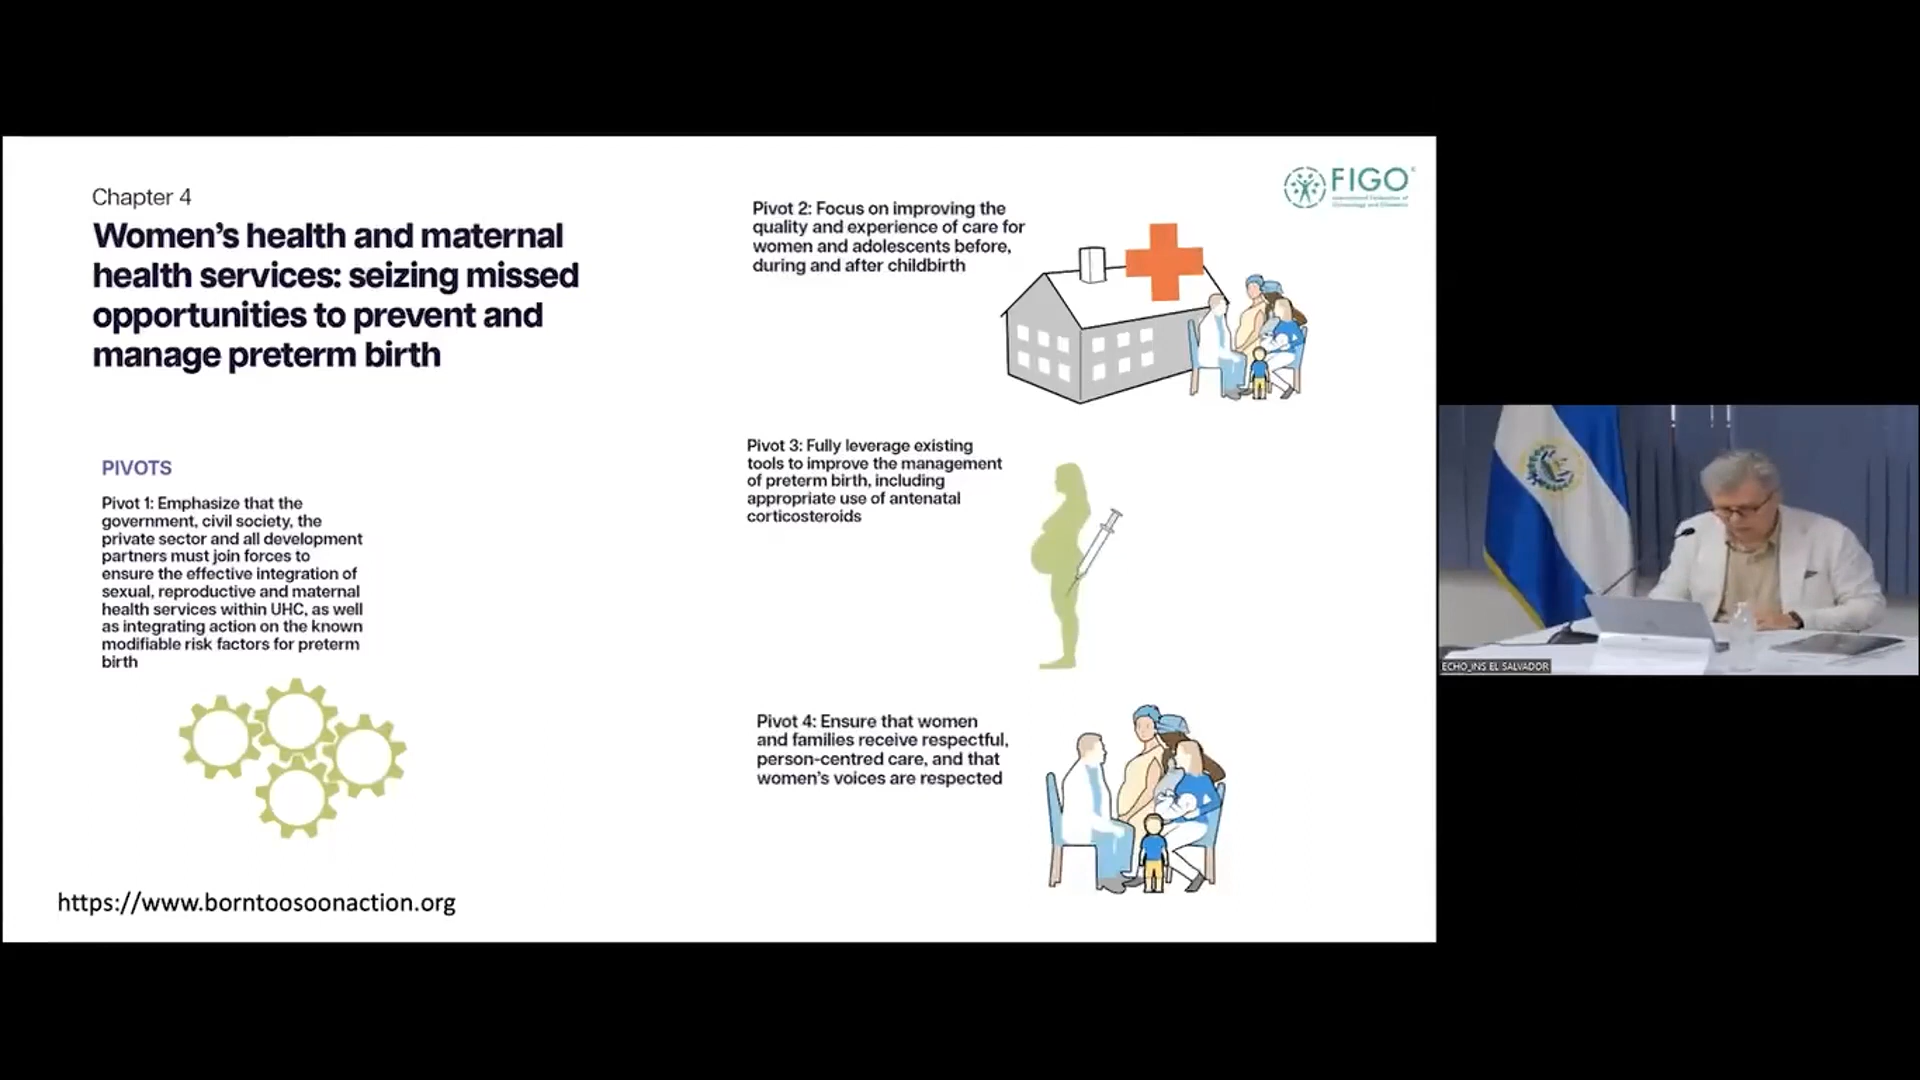 Chapter 4
Women's health and maternal
health services: seizing missed
opportunities to prevent and
manage preterm birth
PIVOTS
Pivot 1: Emphasize that the
government, civil society, the
private sector and all development
partners must join forces to
ensure the effective integration of
sexual, reproductive and maternal
health services within UHC, as well
as integrating action on the known
modifiable risk factors for preterm
birth
https://www.borntoosoonaction.org
Pivot 2: Focus on improving the
quality and experience of care for
women and adolescents before,
during and after childbirth
Pivot 3: Fully leverage existing
tools to improve the management
of preterm birth, including
appropriate use of antenatal
corticosteroids
Pivot 4: Ensure that women
and families receive respectful,
person-centred care, and that
women's voices are respected
FIGO
International Federation of
Gynecology and Obstetrics
ECHO_INS EL SALVADOR